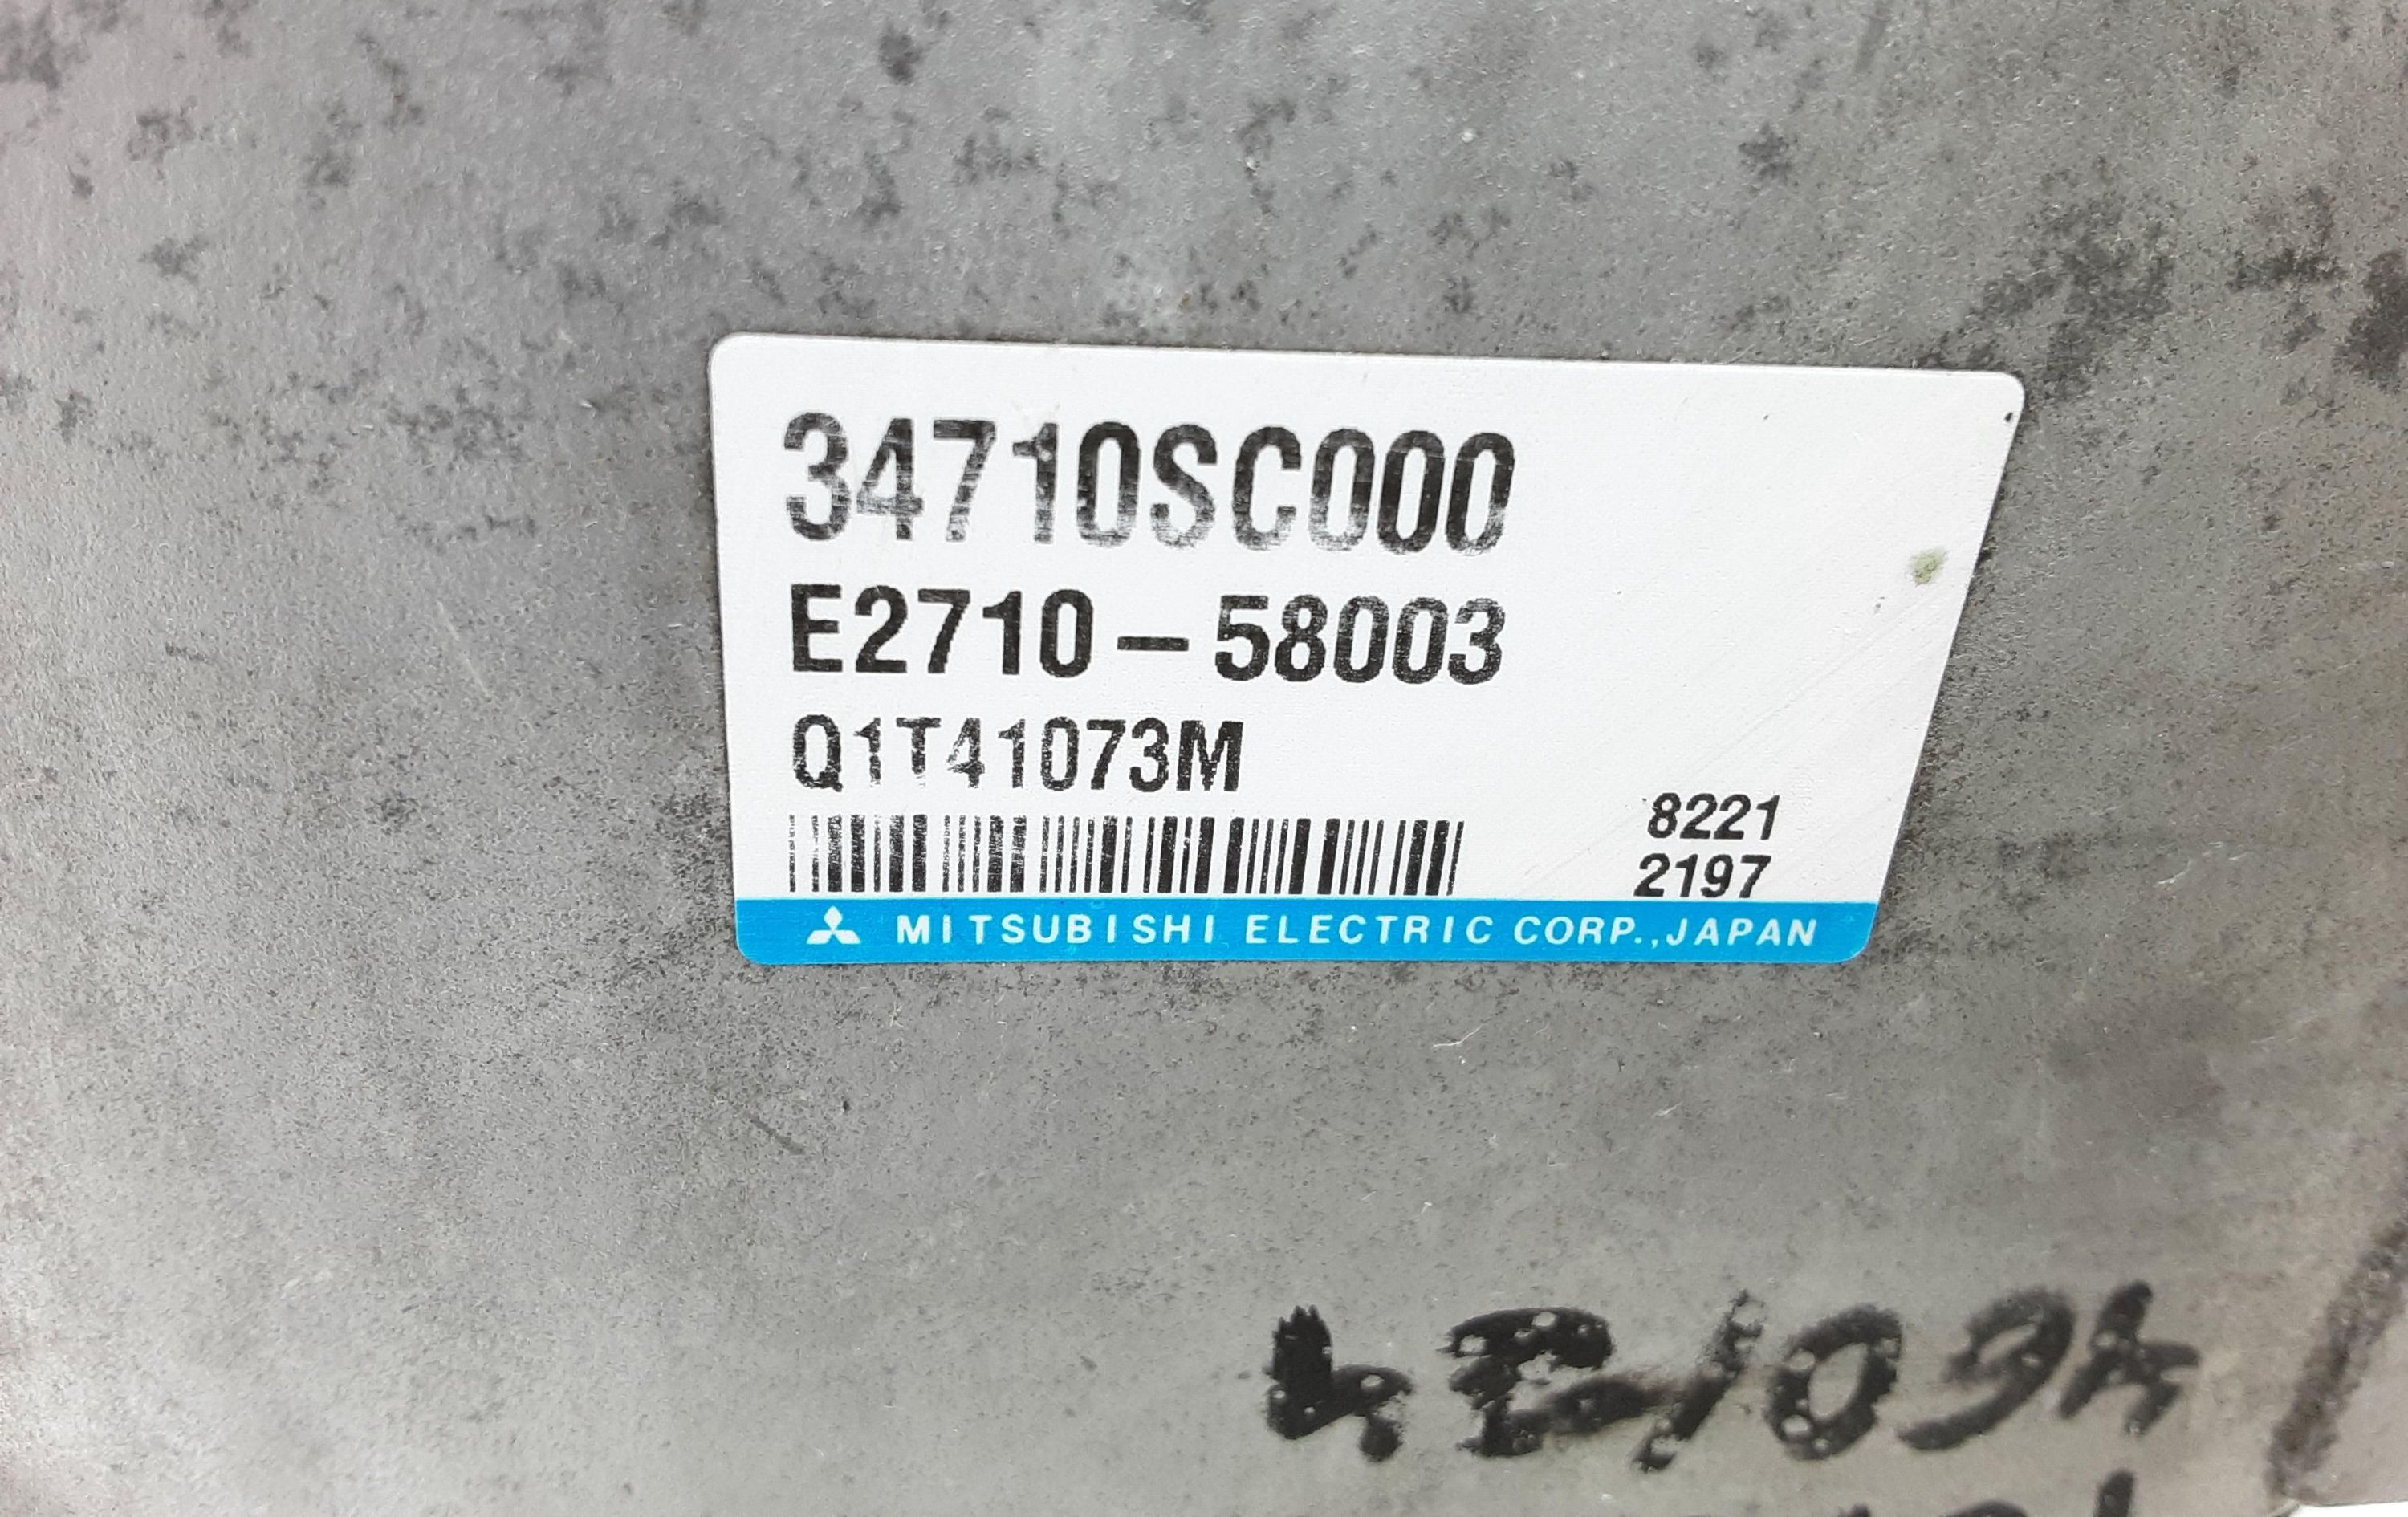 34710SC000
E2710-58003
Q1T41073M
8221
2197
MITSUBISHI ELECTRIC CORP.,JAPAN